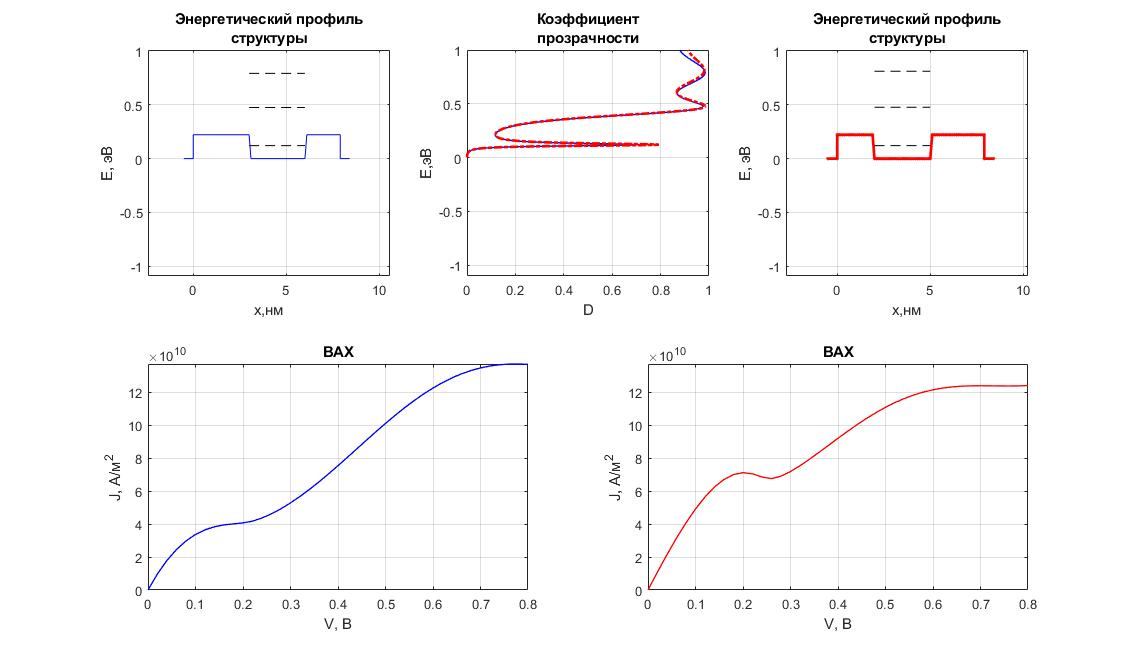 Энергетический профиль
структуры
1
0.5
0
-0.5
-1
E, эВ
0 5 10
x,нм
Коэффициент
прозрачности
1
0.5
0
-0.5
-1
E,эВ
0 0.2 0.4 0.6 0.8 1
D
Энергетический профиль
структуры
1
0.5
0
-0.5
-1
E, эВ
0 5 10
x,нм
×10^10
ВАХ
12
10
8
6
4
2
0
J, А/м^2
0 0.1 0.2 0.3 0.4 0.5 0.6 0.7 0.8
V, В
×10^10
ВАХ
12
10
8
6
4
2
0
J, А/м^2
0 0.1 0.2 0.3 0.4 0.5 0.6 0.7 0.8
V, В